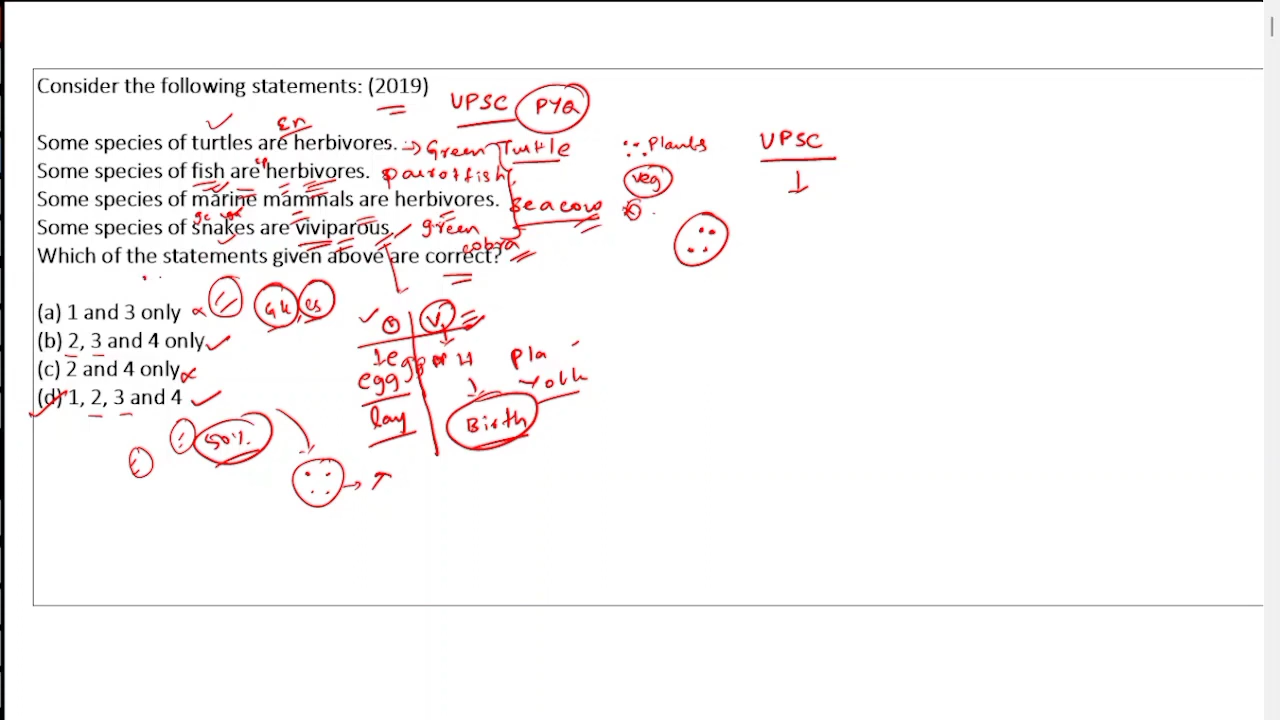 Consider the following statements: (2019)
UPSC PYQ
Some species of turtles are herbivores. Green Turtle
Plants
UPSC
Some species of fish are herbivores. parotfish
veg
Some species of marine mammals are herbivores. Seacow
Some species of snakes are viviparous. green cobra
Which of the statements given above are correct?
(a) 1 and 3 only
(b) 2, 3 and 4 only
(c) 2 and 4 only
(d) 1, 2, 3 and 4
O V
egg
lay
Pla
Yolk
Birth
50%